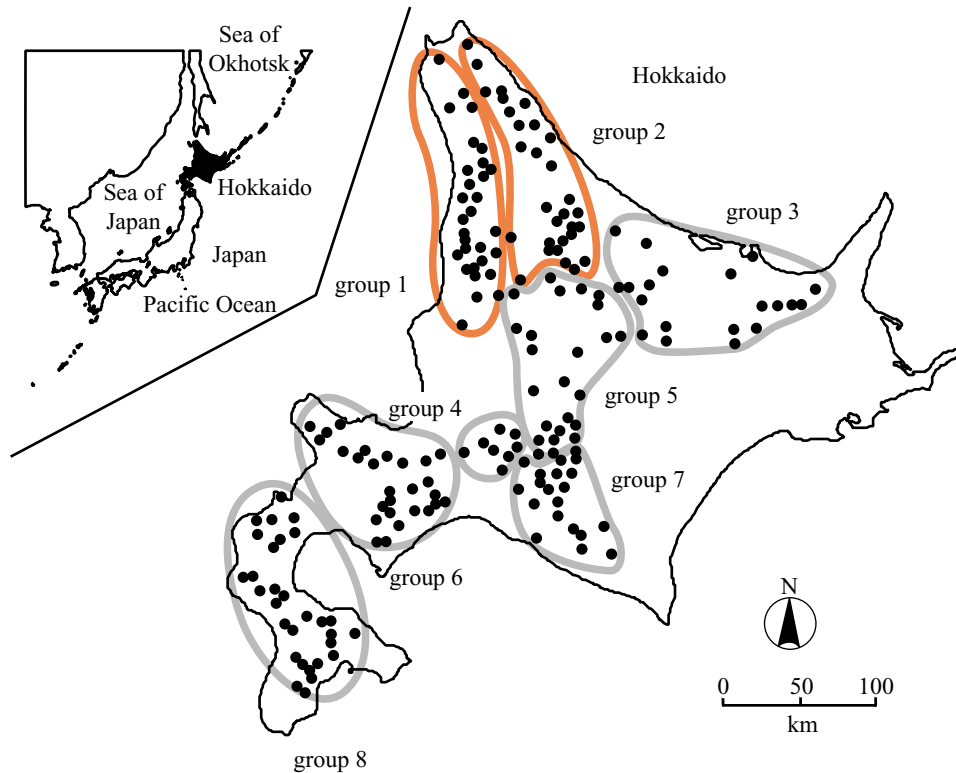 Sea of
Okhotsk
Hokkaido
group 2
Hokkaido
Sea of
Japan
group 3
Japan
group 1
Pacific Ocean
group 4
group 5
group 7
group 6
N
0 50 100
km
group 8